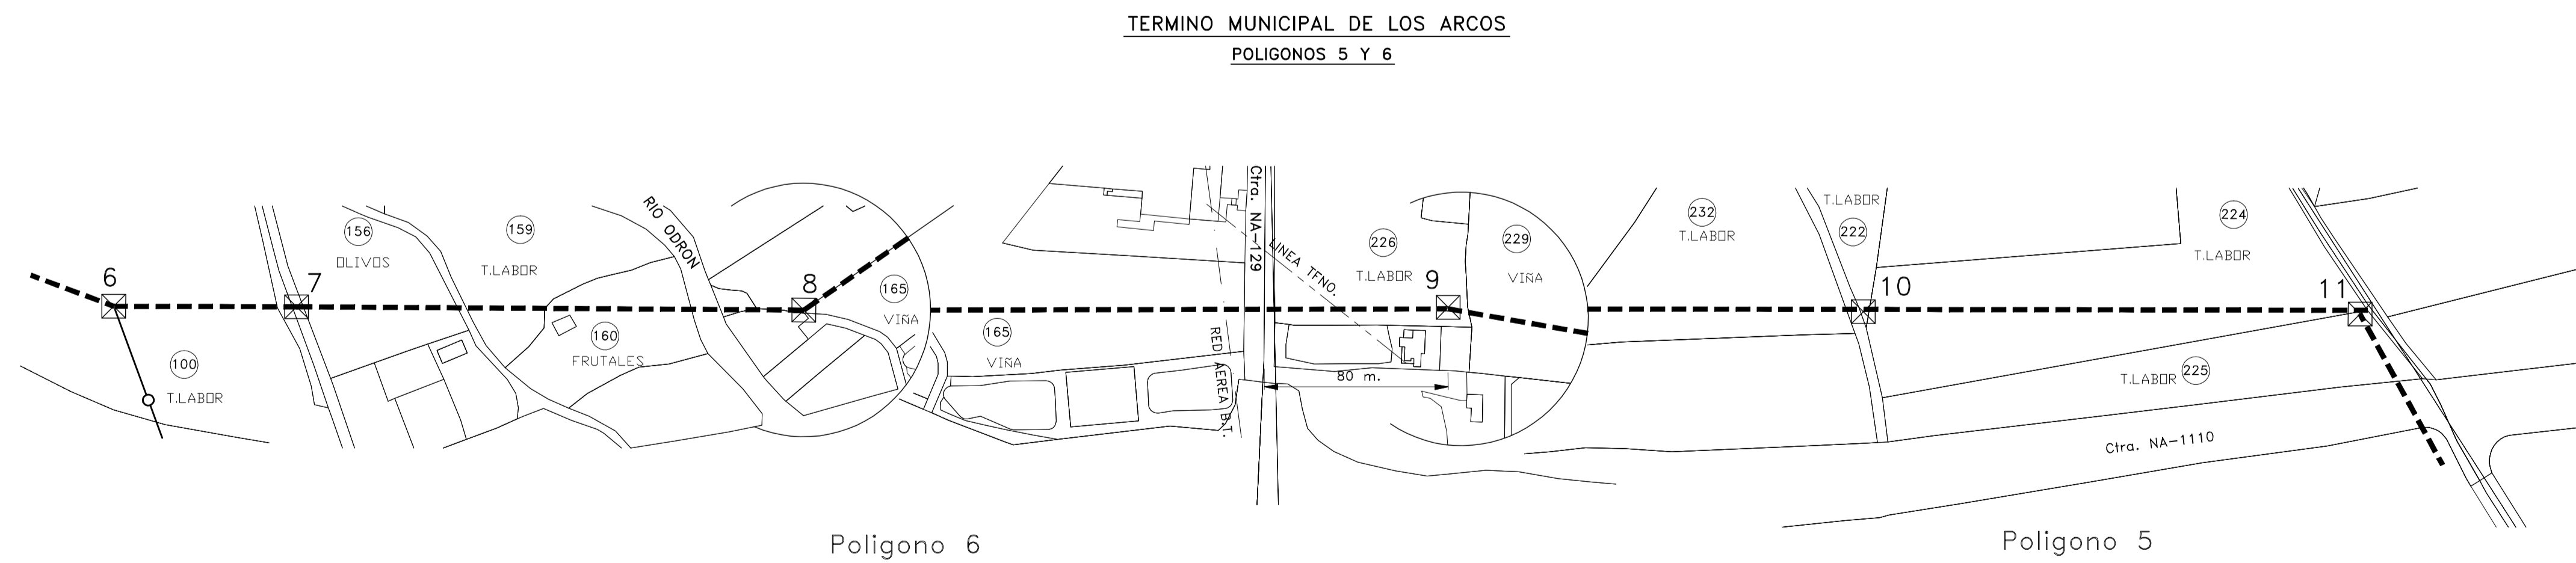 TERMINO MUNICIPAL DE LOS ARCOS
POLIGONOS 5 Y 6
6
7
156
OLIVOS
159
T.LABOR
RIO ODRON
100
T.LABOR
160
FRUTALES
8
165
VIÑA
165
VIÑA
Ctra. NA-129
RED AEREA B.T.
LINEA TFNO.
226
T.LABOR
9
229
VIÑA
80 m.
232
T.LABOR
T.LABOR
222
10
224
T.LABOR
11
T.LABOR
225
Ctra. NA-1110
Poligono 6
Poligono 5